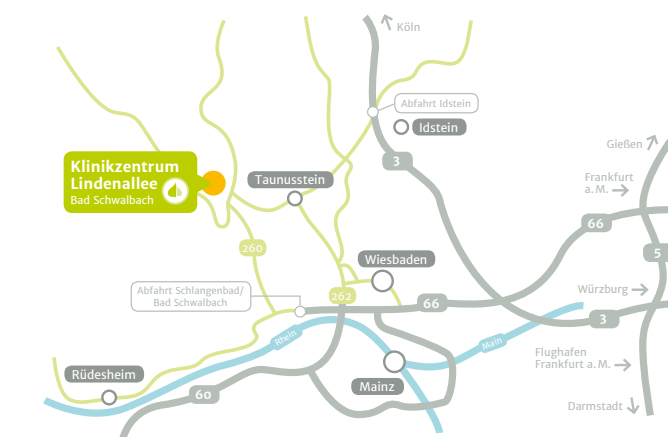 Köln
Abfahrt Idstein
Idstein
Gießen
3
Klinikzentrum
Lindenallee
Bad Schwalbach
Taunusstein
Frankfurt
a. M.
66
260
5
Wiesbaden
Abfahrt Schlangenbad/
Bad Schwalbach
262
66
Würzburg
3
Rhein
Main
Flughafen
Frankfurt a. M.
Rüdesheim
Mainz
60
Darmstadt